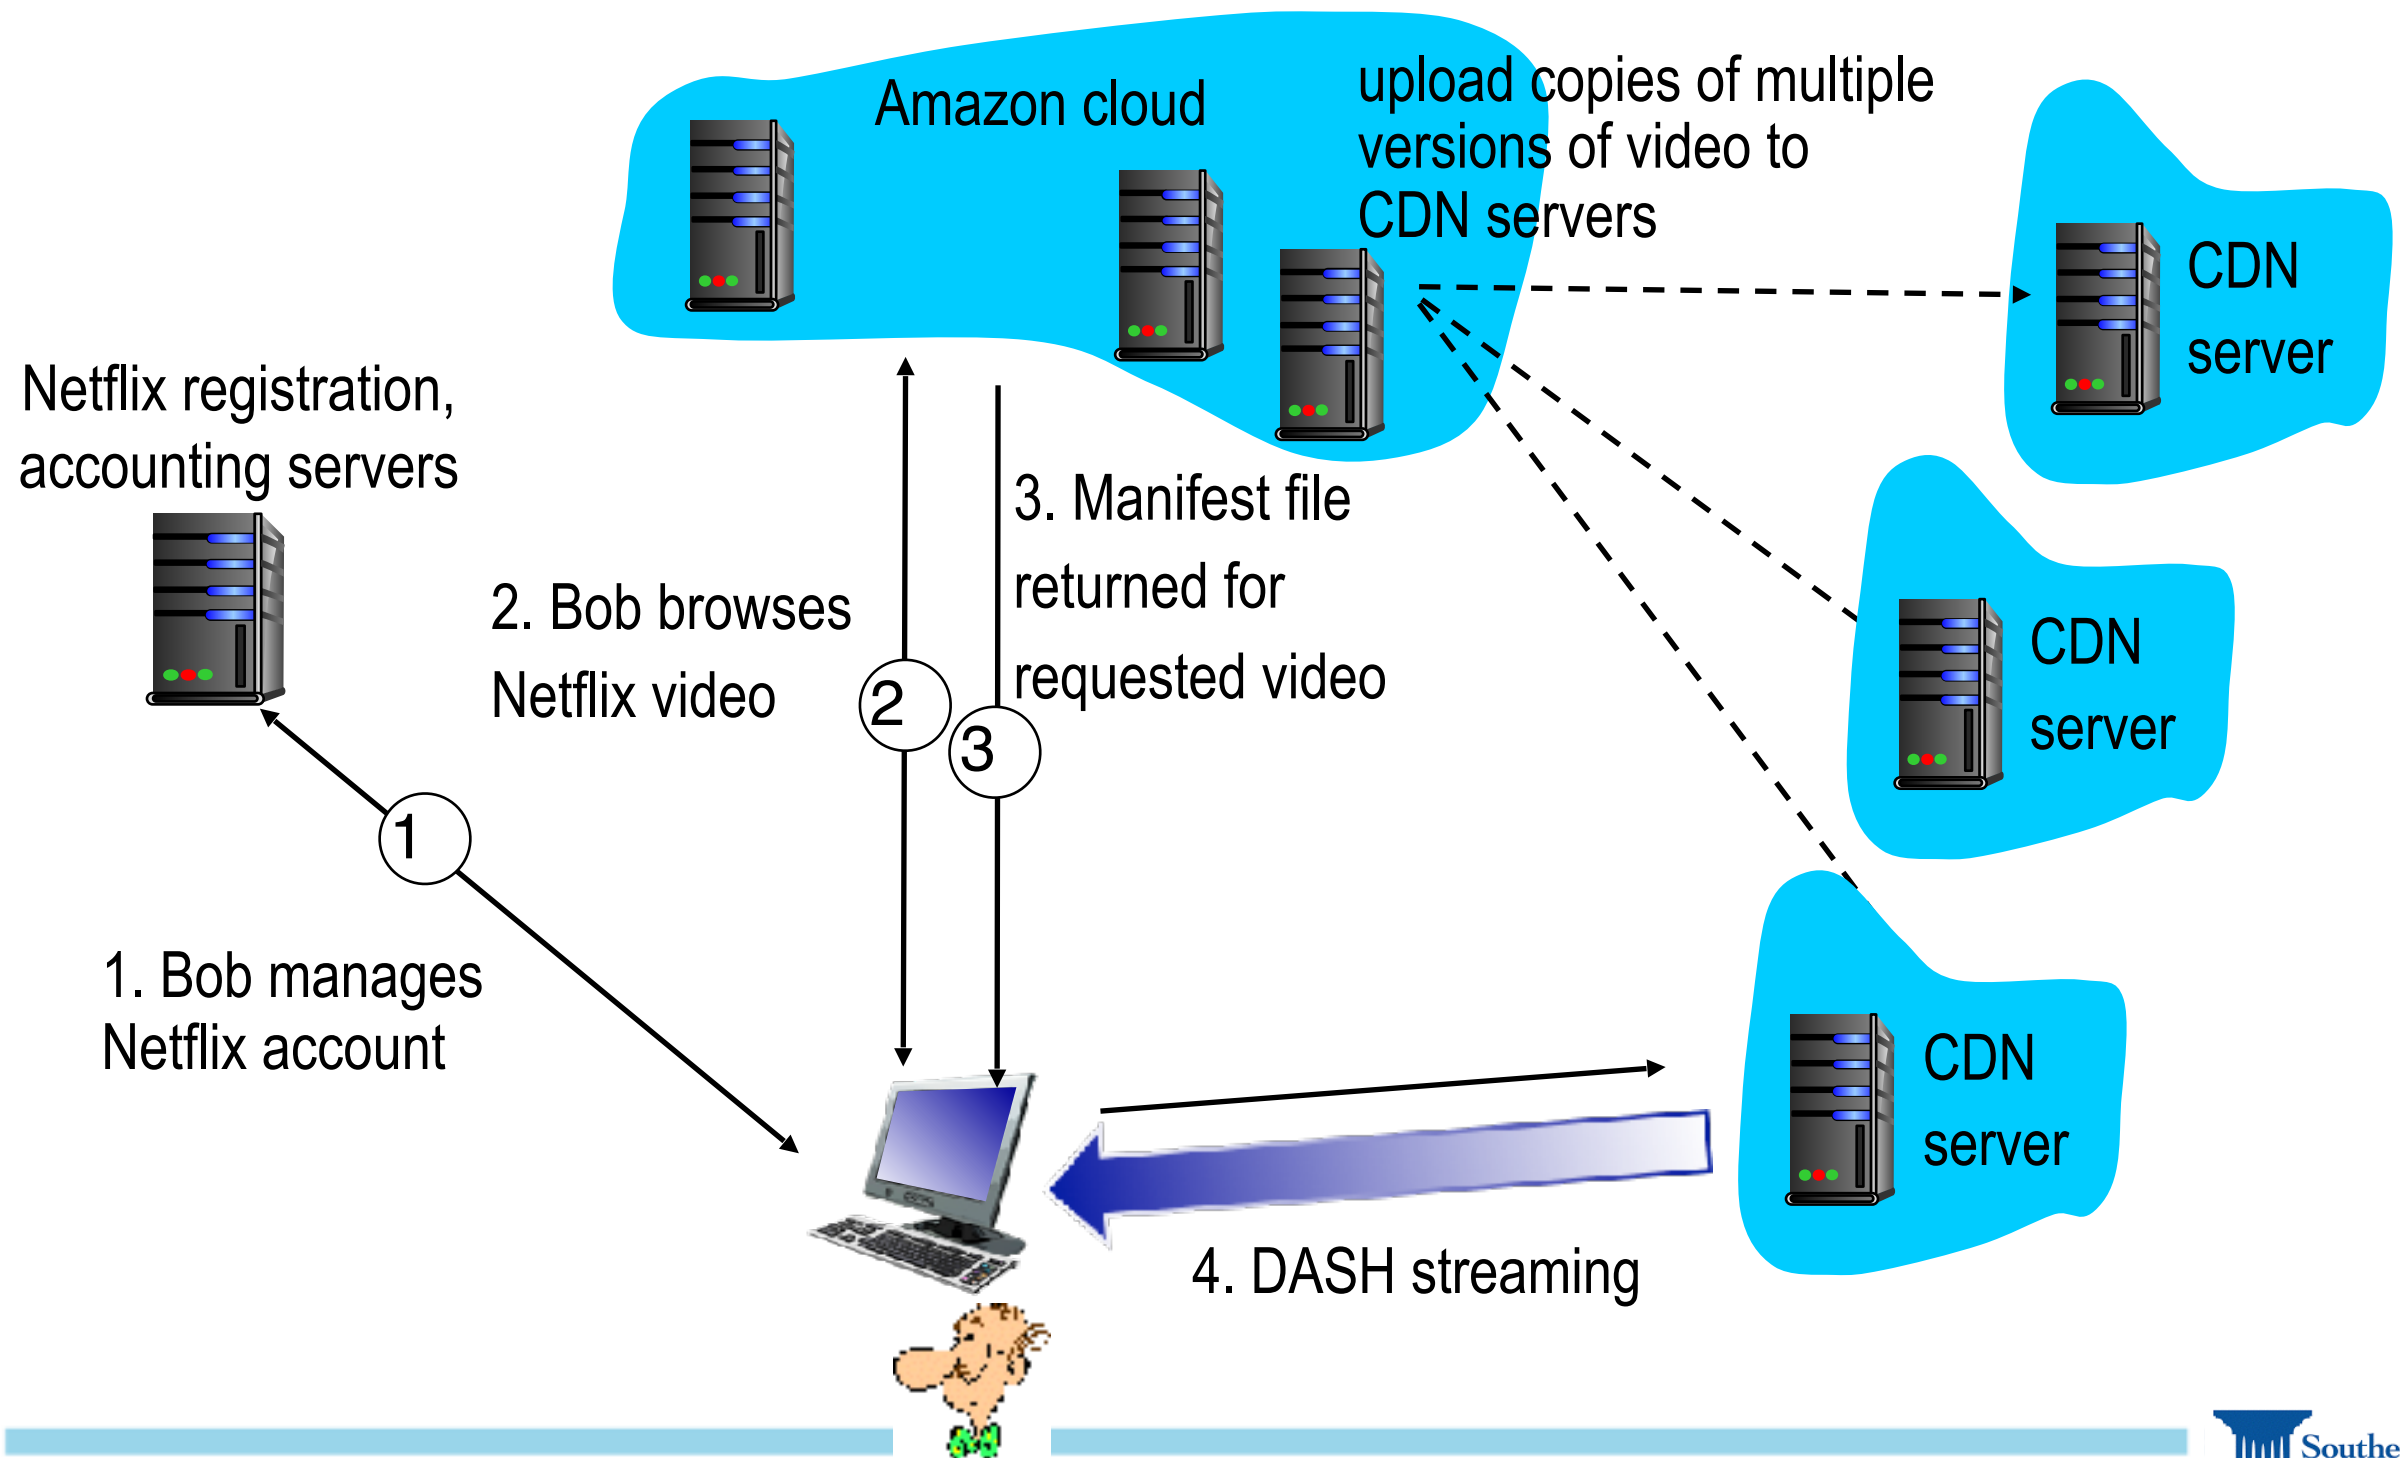 Amazon cloud
upload copies of multiple
versions of video to
CDN servers
CDN
server
Netflix registration,
accounting servers
3. Manifest file
returned for
requested video
2. Bob browses
Netflix video
CDN
server
2
3
1
1. Bob manages
Netflix account
CDN
server
4. DASH streaming
Southe